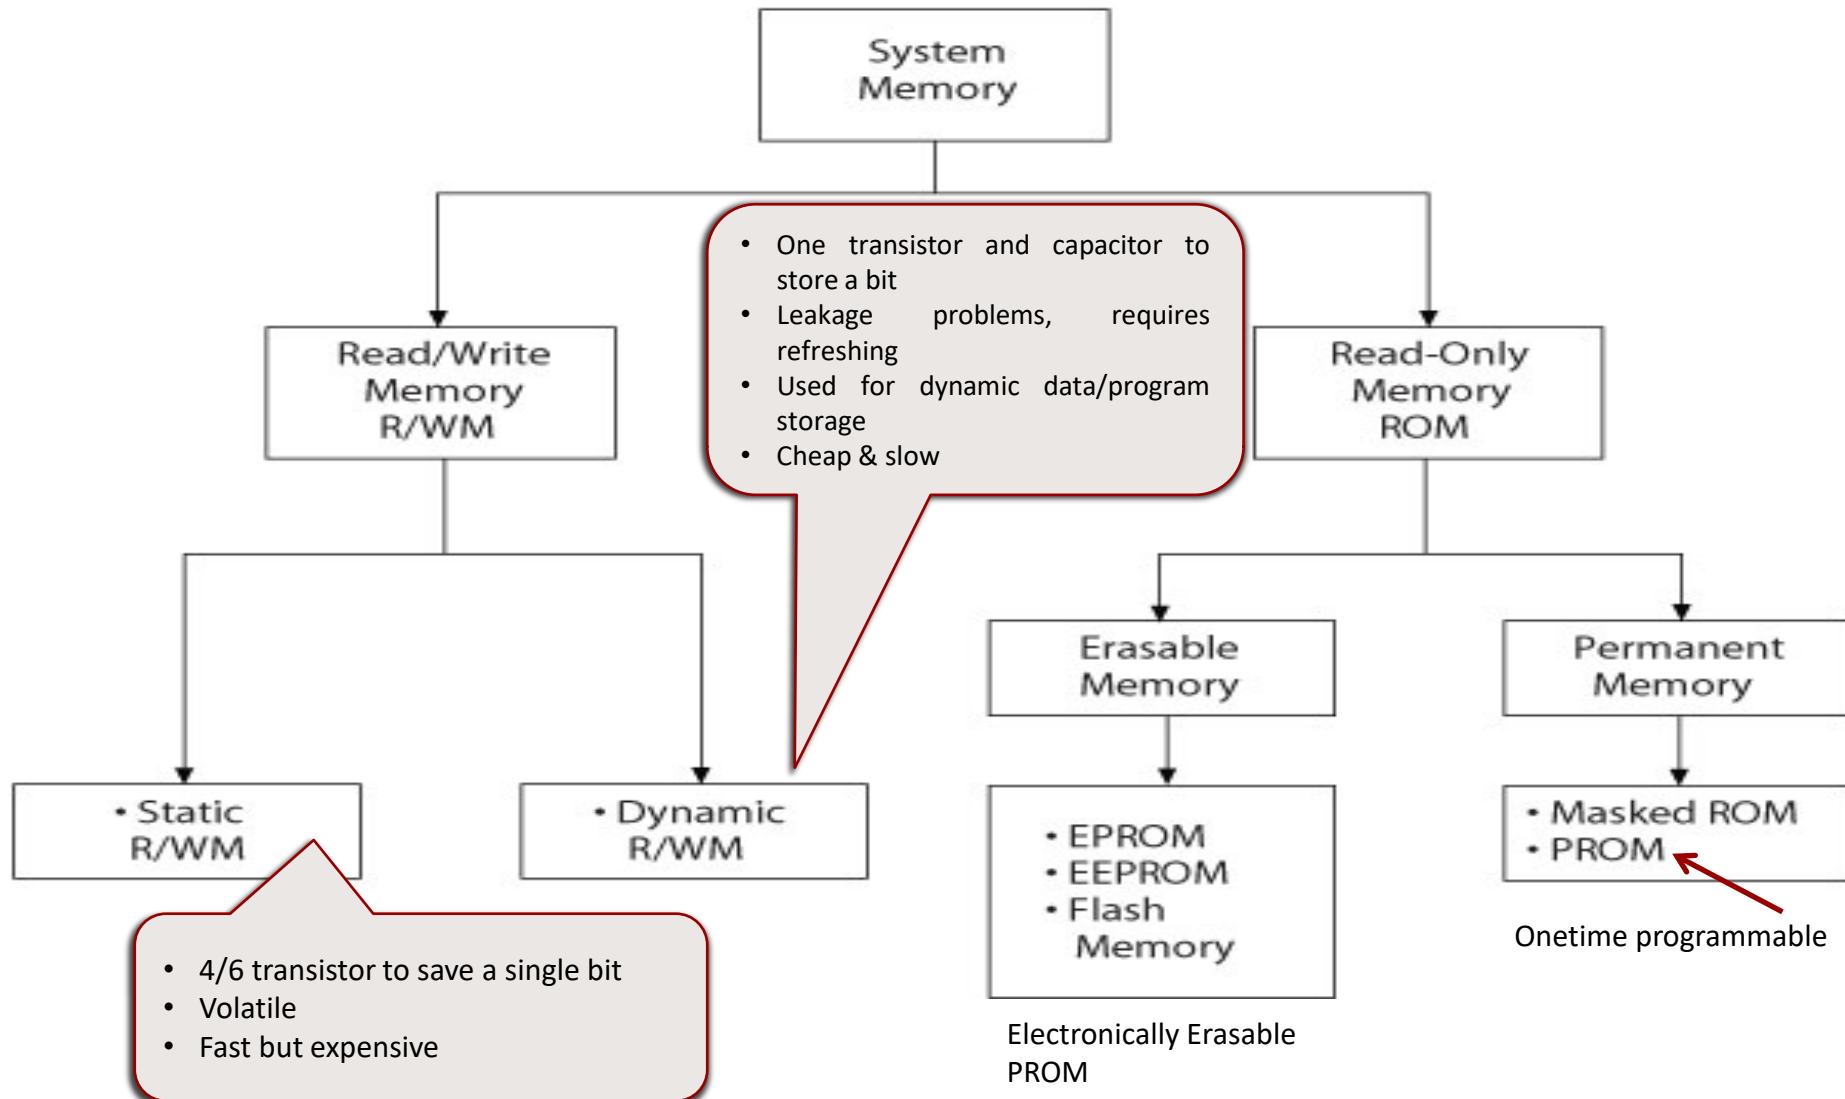 System
Memory
• One transistor and capacitor to
store a bit
• Leakage problems, requires
refreshing
• Used for dynamic data/program
storage
• Cheap & slow
Read/Write
Memory
R/WM
Read-Only
Memory
ROM
Erasable
Memory
Permanent
Memory
• Static
R/WM
• Dynamic
R/WM
• EPROM
• EEPROM
• Flash
Memory
• Masked ROM
• PROM
Onetime programmable
• 4/6 transistor to save a single bit
• Volatile
• Fast but expensive
Electronically Erasable
PROM